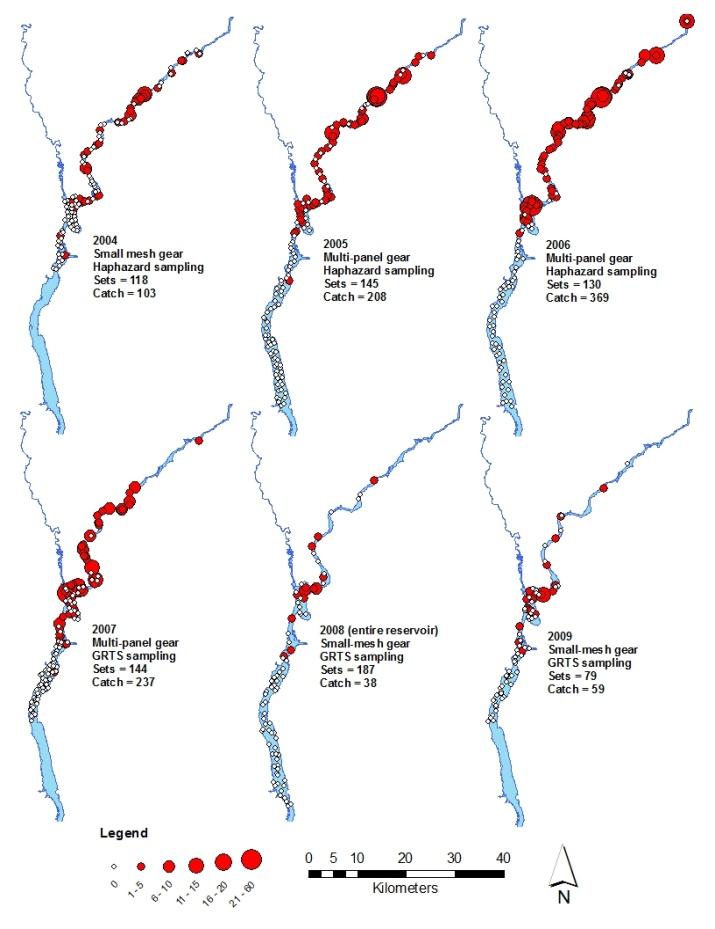 2004
Small mesh gear
Haphazard sampling
Sets = 118
Catch = 103
2005
Multi-panel gear
Haphazard sampling
Sets = 145
Catch = 208
2006
Multi-panel gear
Haphazard sampling
Sets = 130
Catch = 369
2007
Multi-panel gear
GRTS sampling
Sets = 144
Catch = 237
2008 (entire reservoir)
Small-mesh gear
GRTS sampling
Sets = 187
Catch = 38
2009
Small-mesh gear
GRTS sampling
Sets = 79
Catch = 59
Legend
0
1 - 5
6 - 10
11 - 15
16 - 20
21 - 60
0 5 10 20 30 40
Kilometers
N